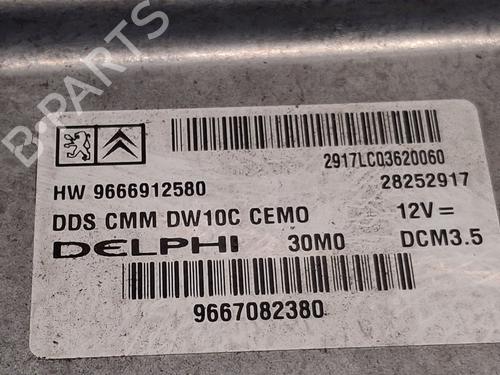 2917LC03620060
HW 9666912580 28252917
DDS CMM DW10C CEMO 12V=
DELPHI 30M0 DCM3.5
9667082380
B-PARTS